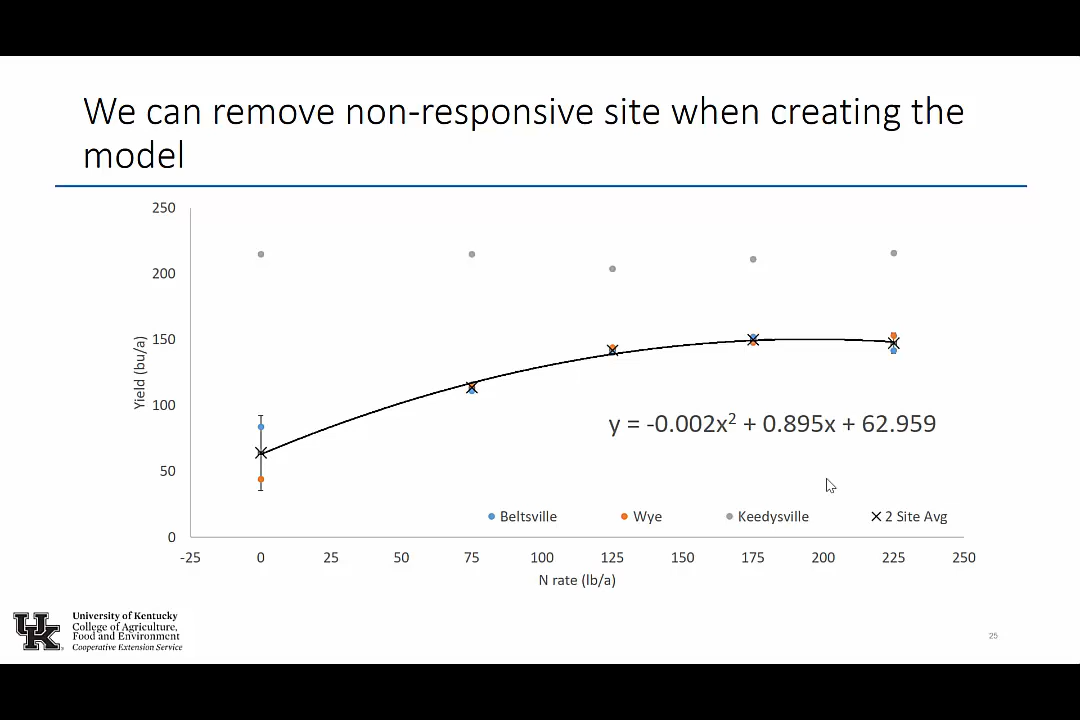 We can remove non-responsive site when creating the
model
250
200
150
100
50
0
Yield (bu/a)
y = -0.002x² + 0.895x + 62.959
Beltsville
Wye
Keedysville
2 Site Avg
-25
0
25
50
75
100
125
150
175
200
225
250
N rate (lb/a)
UK
University of Kentucky
College of Agriculture,
Food and Environment
Cooperative Extension Service
25